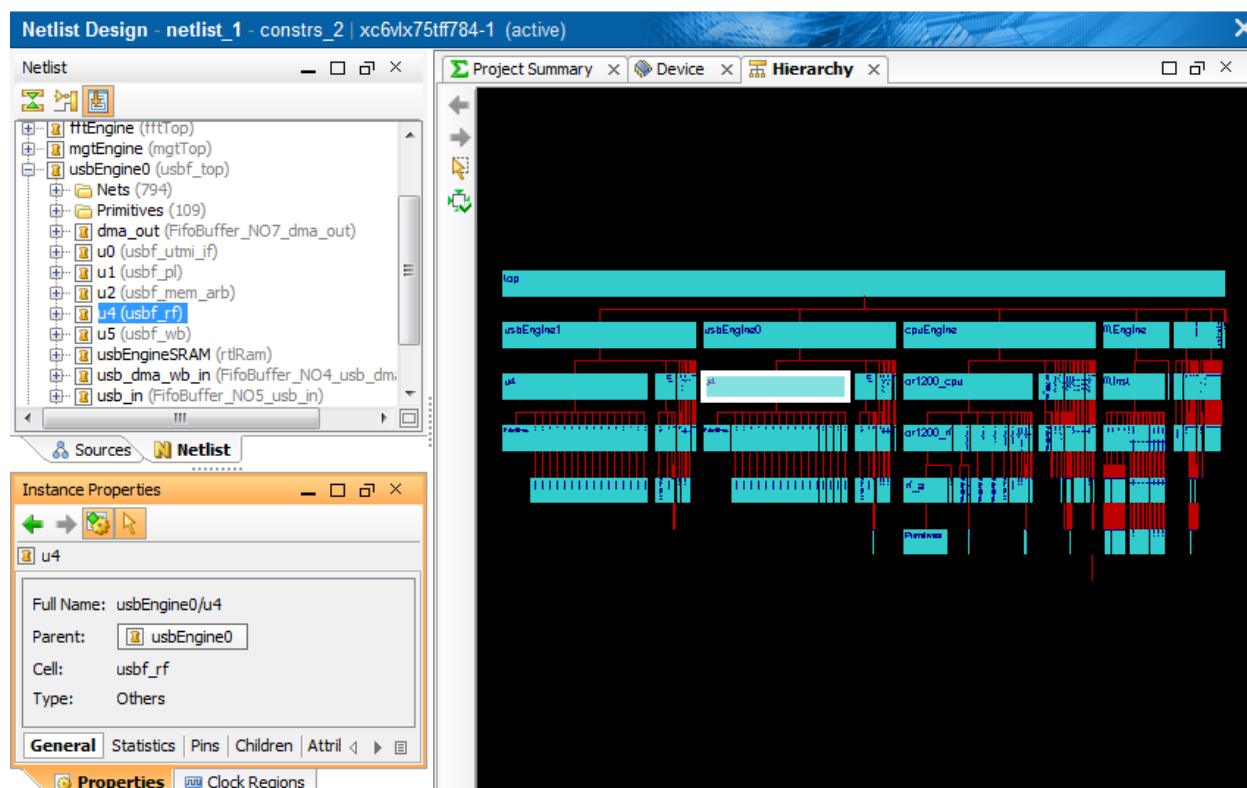 Netlist Design - netlist_1 - constrs_2 | xc6vlx75tff784-1 (active)
Netlist
fftEngine (fftTop)
mgtEngine (mgtTop)
usbEngine0 (usbf_top)
Nets (794)
Primitives (109)
dma_out (FifoBuffer_NO7_dma_out)
u0 (usbf_utmi_if)
u1 (usbf_pl)
u2 (usbf_mem_arb)
u4 (usbf_rf)
u5 (usbf_wb)
usbEngineSRAM (rtlRam)
usb_dma_wb_in (FifoBuffer_NO4_usb_dm
usb_in (FifoBuffer_NO5_usb_in)
Sources Netlist
Instance Properties
u4
Full Name: usbEngine0/u4
Parent: usbEngine0
Cell: usbf_rf
Type: Others
General Statistics Pins Children Attril
Properties Clock Regions
Project Summary Device Hierarchy
top
usbEngine1 usbEngine0 cpuEngine
u4 u4 or1200_cpu
Primitives